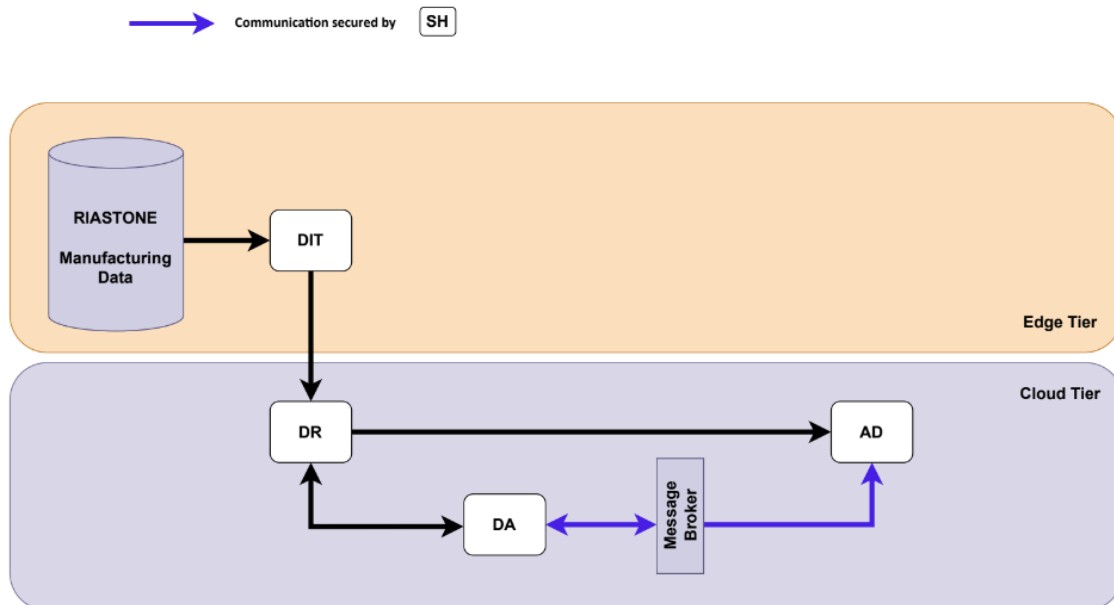 Communication secured by SH
RIASTONE
Manufacturing
Data
DIT
Edge Tier
Cloud Tier
DR
AD
DA
Message
Broker